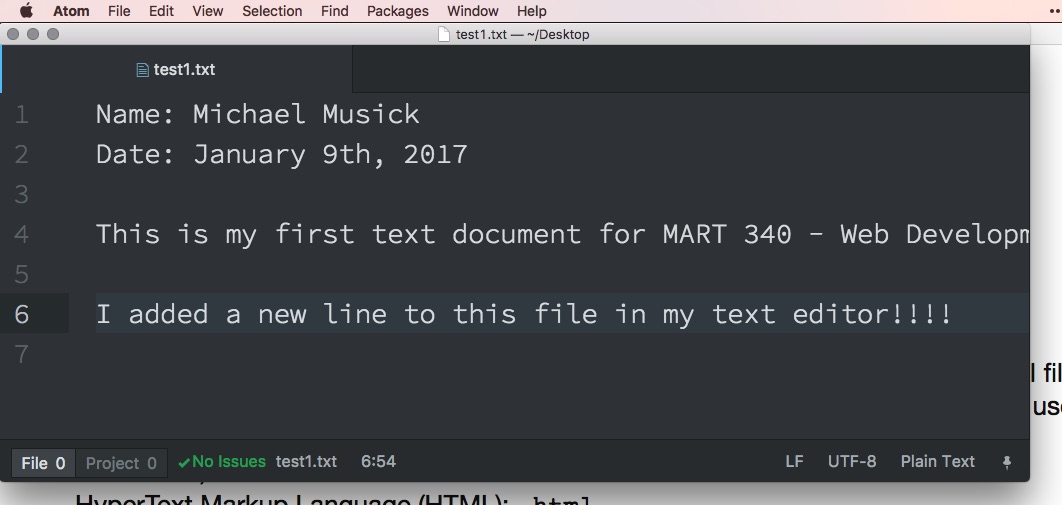 Atom File Edit View Selection Find Packages Window Help
test1.txt — ~/Desktop
test1.txt
1 Name: Michael Musick
2 Date: January 9th, 2017
3
4 This is my first text document for MART 340 - Web Developm
5
6 I added a new line to this file in my text editor!!!!
7
l fil
use
File 0 Project 0 No Issues test1.txt 6:54 LF UTF-8 Plain Text
HyperText Markup Language (HTML): .html